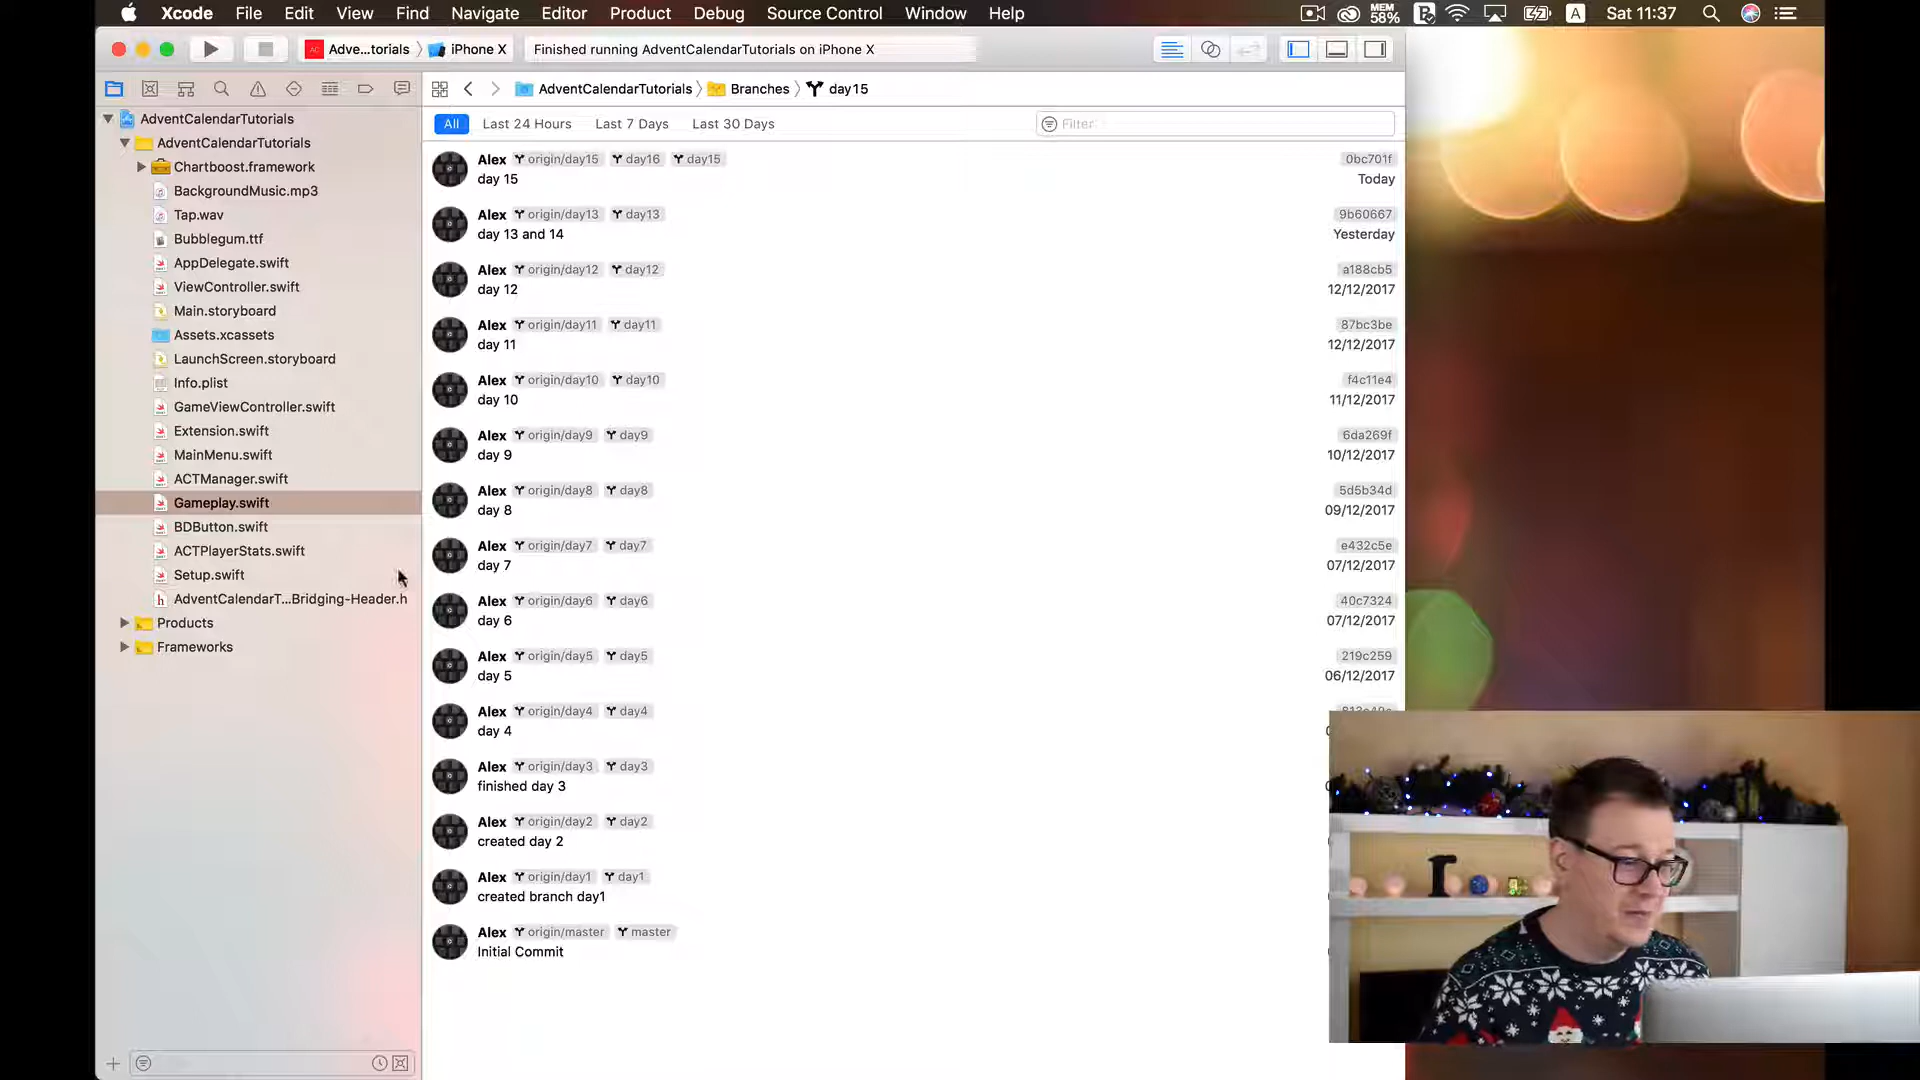 Xcode File Edit View Find Navigate Editor Product Debug Source Control Window Help MEM 58% A Sat 11:37
Adve...torials iPhone X Finished running AdventCalendarTutorials on iPhone X
AdventCalendarTutorials Branches day15
All Last 24 Hours Last 7 Days Last 30 Days Filter
AdventCalendarTutorials
AdventCalendarTutorials
Chartboost.framework
BackgroundMusic.mp3
Tap.wav
Bubblegum.ttf
AppDelegate.swift
ViewController.swift
Main.storyboard
Assets.xcassets
LaunchScreen.storyboard
Info.plist
GameViewController.swift
Extension.swift
MainMenu.swift
ACTManager.swift
Gameplay.swift
BDButton.swift
ACTPlayerStats.swift
Setup.swift
h AdventCalendarT...Bridging-Header.h
Products
Frameworks
Alex origin/day15 day16 day15 0bc701f
day 15 Today
Alex origin/day13 day13 9b60667
day 13 and 14 Yesterday
Alex origin/day12 day12 a188cb5
day 12 12/12/2017
Alex origin/day11 day11 87bc3be
day 11 12/12/2017
Alex origin/day10 day10 f4c11e4
day 10 11/12/2017
Alex origin/day9 day9 6da269f
day 9 10/12/2017
Alex origin/day8 day8 5d5b34d
day 8 09/12/2017
Alex origin/day7 day7 e432c5e
day 7 07/12/2017
Alex origin/day6 day6 40c7324
day 6 07/12/2017
Alex origin/day5 day5 219c259
day 5 06/12/2017
Alex origin/day4 day4
day 4
Alex origin/day3 day3
finished day 3
Alex origin/day2 day2
created day 2
Alex origin/day1 day1
created branch day1
Alex origin/master master
Initial Commit